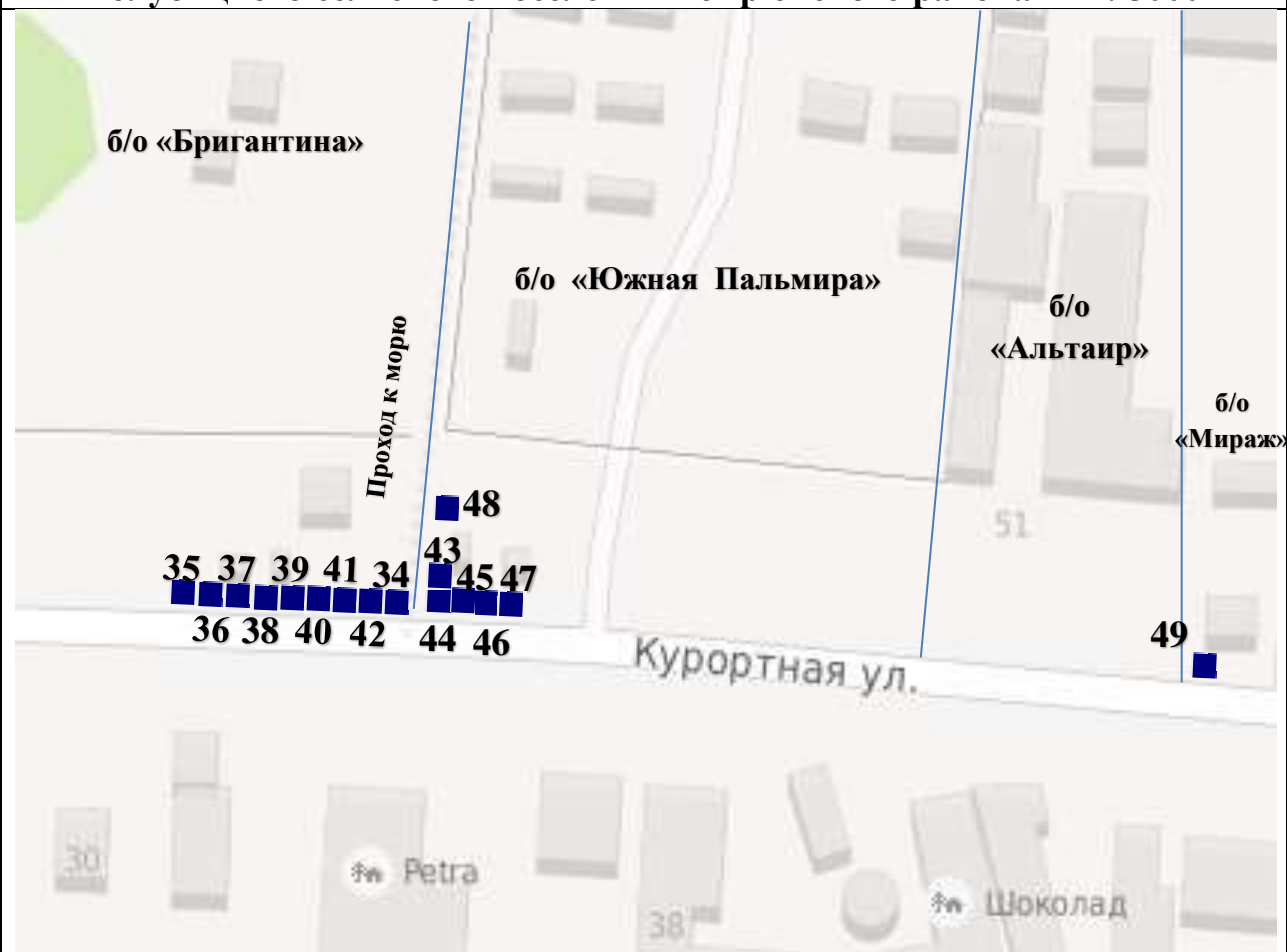 б/о «Бригантина»
б/о «Южная Пальмира»
б/о
«Альтаир»
б/о
«Мираж»
Проход к морю
48
43
35 37 39 41 34 45 47
36 38 40 42 44 46
51
49
Курортная ул.
30
Petra
38
Шоколад